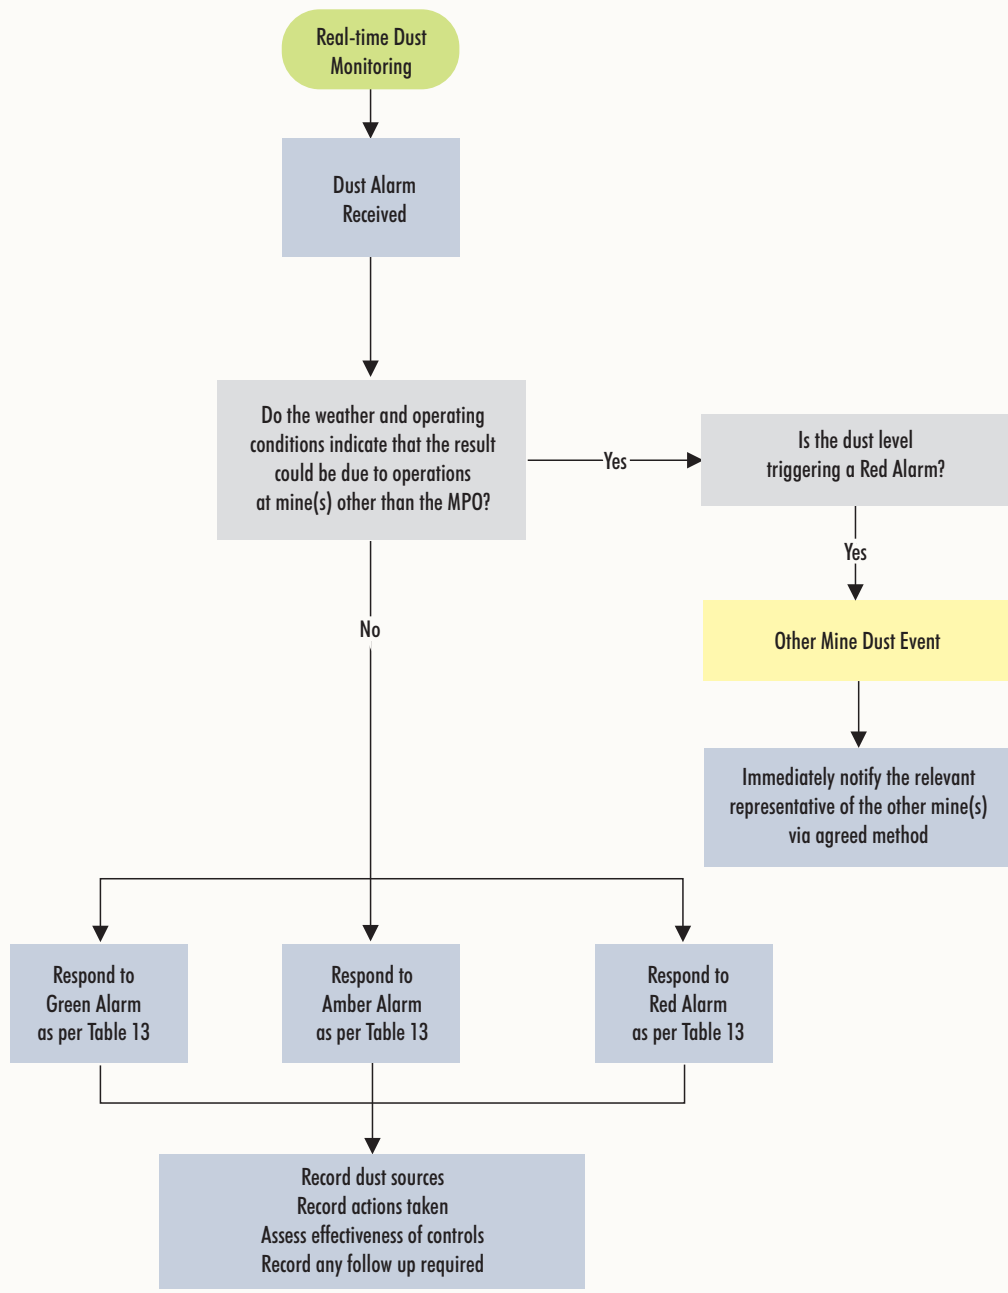 Real-time Dust
Monitoring
Dust Alarm
Received
Do the weather and operating
conditions indicate that the result
could be due to operations
at mine(s) other than the MPO?
Yes
Is the dust level
triggering a Red Alarm?
Yes
Other Mine Dust Event
Immediately notify the relevant
representative of the other mine(s)
via agreed method
No
Respond to
Green Alarm
as per Table 13
Respond to
Amber Alarm
as per Table 13
Respond to
Red Alarm
as per Table 13
Record dust sources
Record actions taken
Assess effectiveness of controls
Record any follow up required